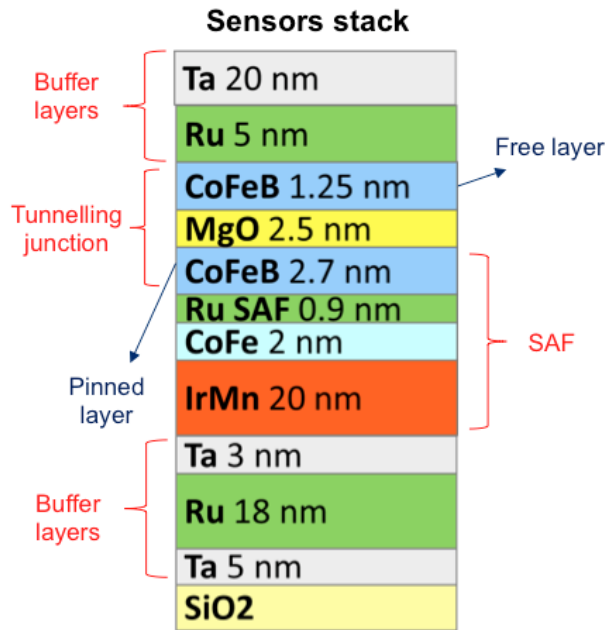 Sensors stack
Buffer
layers
Ta 20 nm
Ru 5 nm
Free layer
Tunnelling
junction
CoFeB 1.25 nm
MgO 2.5 nm
CoFeB 2.7 nm
Ru SAF 0.9 nm
CoFe 2 nm
SAF
Pinned
layer
IrMn 20 nm
Buffer
layers
Ta 3 nm
Ru 18 nm
Ta 5 nm
SiO2